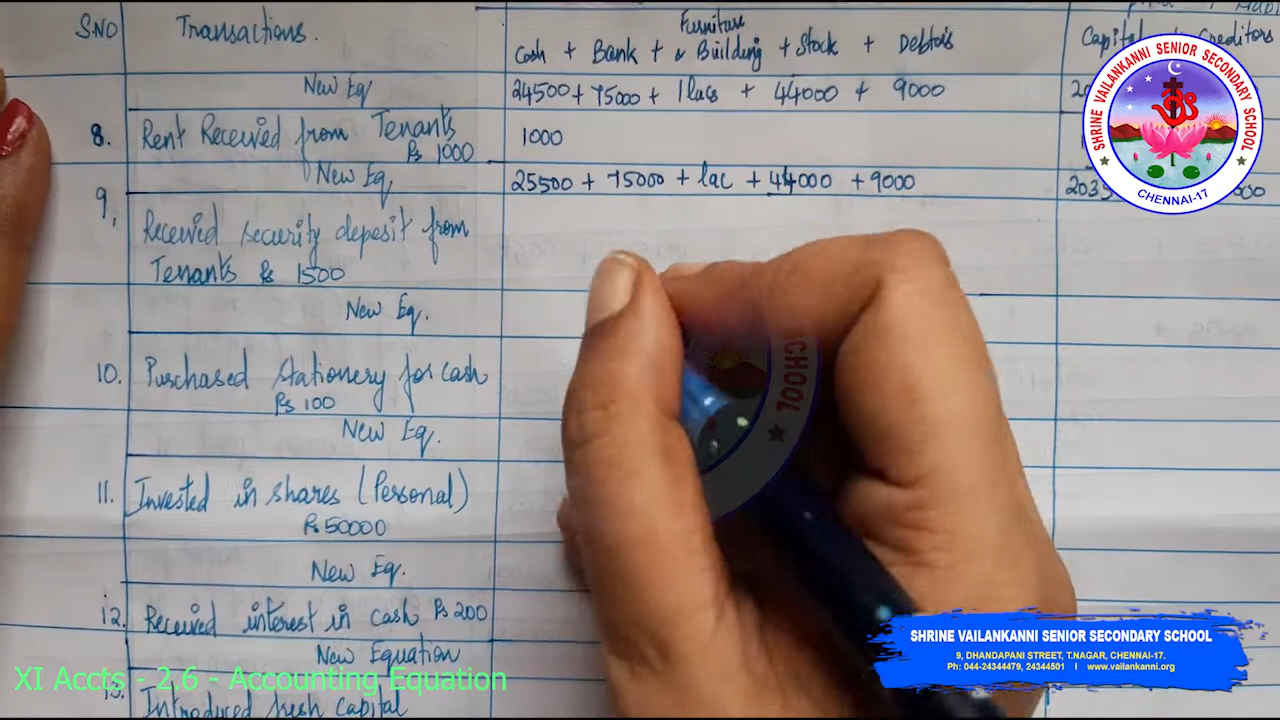 S.NO Transactions. Furniture
Cash + Bank + & Building + Stock + Debtors Capital Creditors
New Eq 24500 + 75000 + 1 lacs + 44000 + 9000
8. Rent Received from Tenants
Rs 1000 1000
New Eq 25500 + 75000 + lac + 44000 + 9000
9. Received security deposit from
Tenants Rs 1500
New Eq.
10. Purchased Stationery for cash
Rs 100
New Eq.
11. Invested in shares (Personal)
Rs 50000
New Eq.
12. Received interest in cash Rs 200
New Equation
13. Introduced fresh capital
XI Accts - 2.6 - Accounting Equation
SHRINE VAILANKANNI SENIOR SECONDARY SCHOOL
CHENNAI-17
SCHOOL
SHRINE VAILANKANNI SENIOR SECONDARY SCHOOL
9, DHANDAPANI STREET, T.NAGAR, CHENNAI-17.
Ph: 044-24344479, 24344501 I www.vailankanni.org